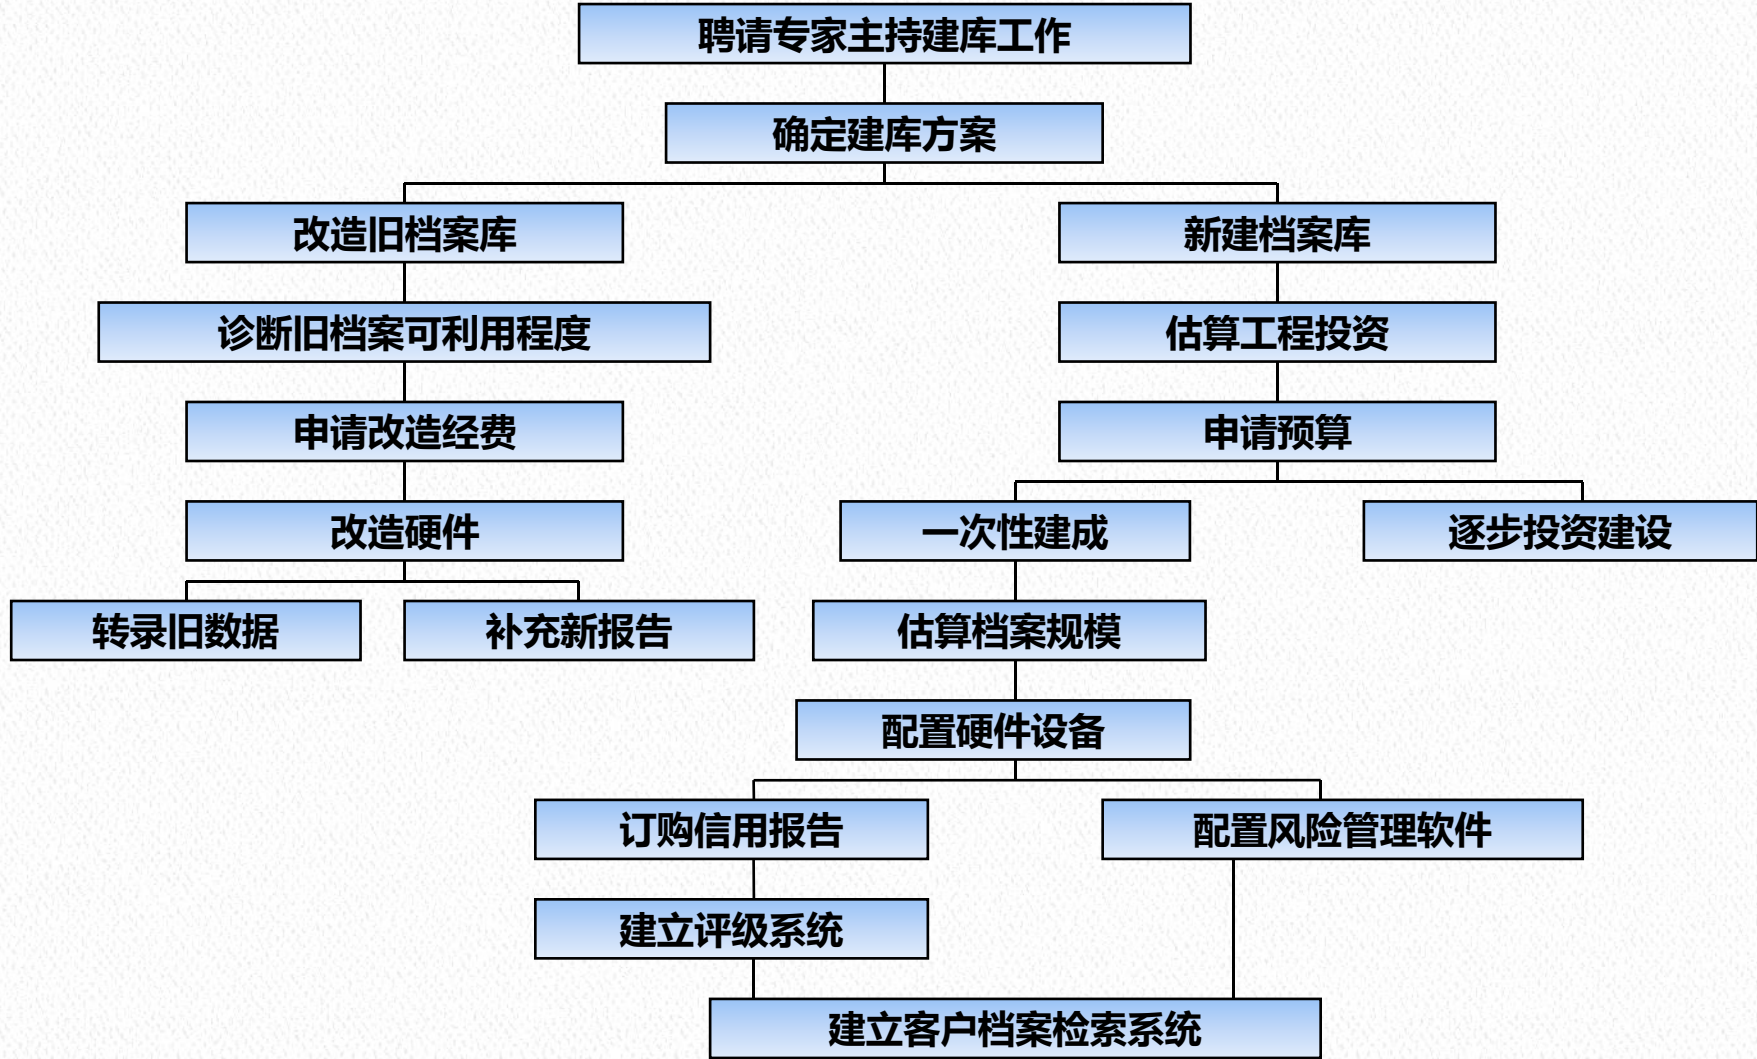 聘请专家主持建库工作
确定建库方案
改造旧档案库
新建档案库
诊断旧档案可利用程度
估算工程投资
申请改造经费
申请预算
改造硬件
一次性建成
逐步投资建设
转录旧数据
补充新报告
估算档案规模
配置硬件设备
订购信用报告
配置风险管理软件
建立评级系统
建立客户档案检索系统